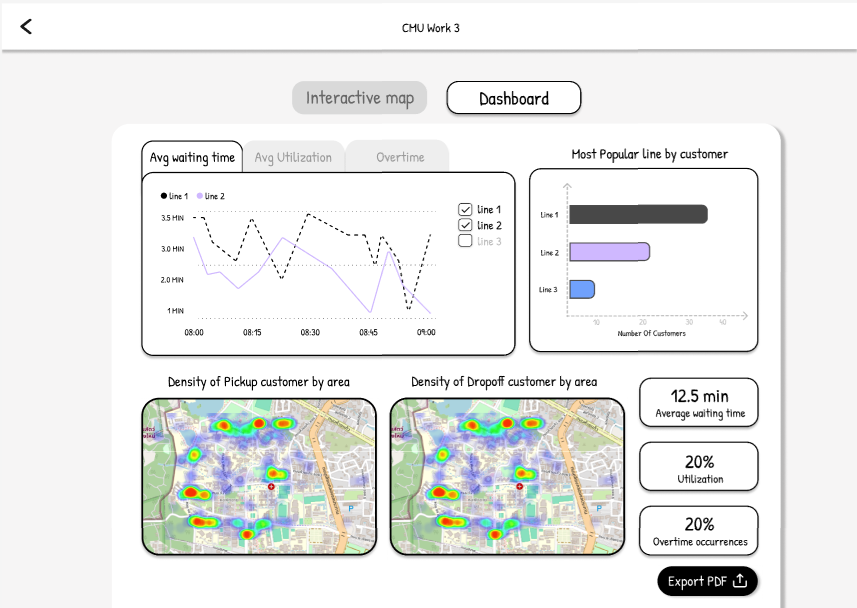 CMU Work 3
Interactive map
Dashboard
Avg waiting time
Avg Utilization
Overtime
line 1
line 2
3.5 MIN
3.0 MIN
2.0 MIN
1 MIN
08:00
08:15
08:30
08:45
09:00
line 1
line 2
line 3
Most Popular line by customer
Line 1
Line 2
Line 3
10
20
30
40
Number Of Customers
Density of Pickup customer by area
Density of Dropoff customer by area
P
P
12.5 min
Average waiting time
20%
Utilization
20%
Overtime occurrences
Export PDF